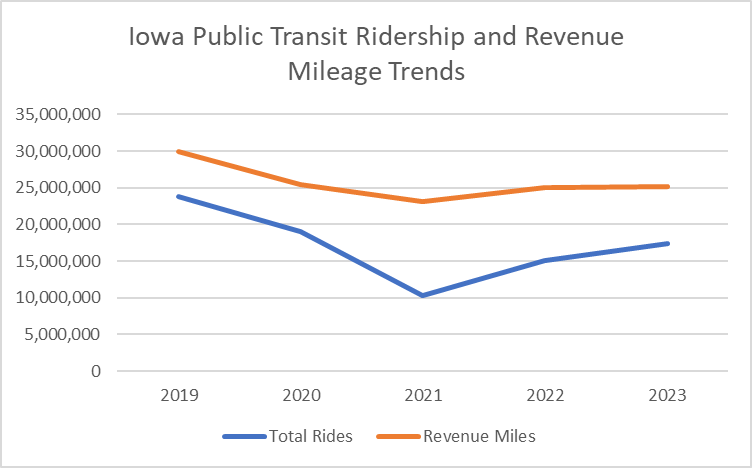 Iowa Public Transit Ridership and Revenue
Mileage Trends
35,000,000
30,000,000
25,000,000
20,000,000
15,000,000
10,000,000
5,000,000
0
2019 2020 2021 2022 2023
Total Rides Revenue Miles